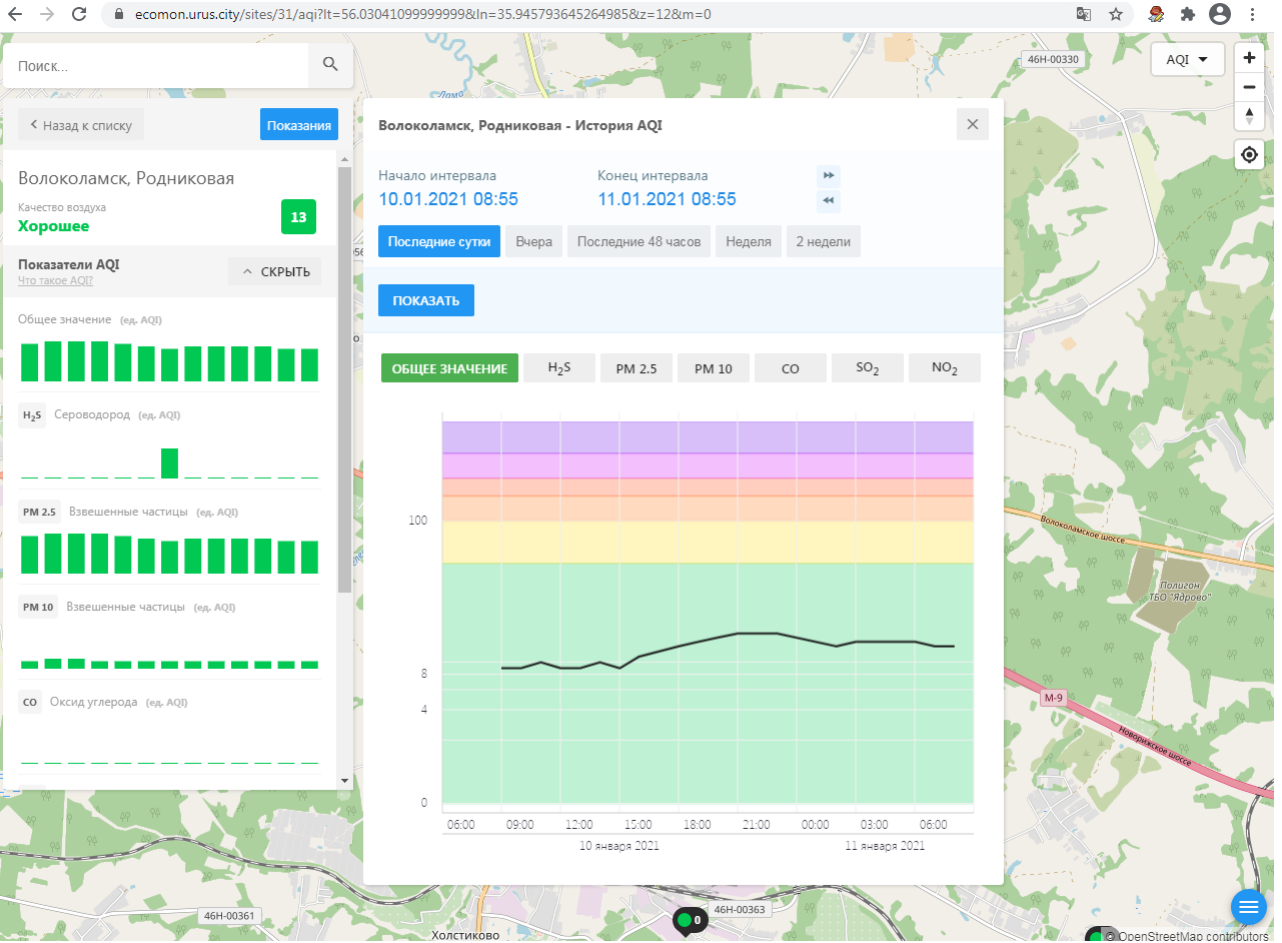 ecomon.urus.city/sites/31/aqi?lt=56.03041099999999&ln=35.945793645264985&z=12&m=0
Поиск...
46Н-00330
AQI
Назад к списку
Показания
Волоколамск, Родниковая - История AQI
Волоколамск, Родниковая
Качество воздуха
Хорошее
13
Начало интервала
Конец интервала
10.01.2021 08:55
11.01.2021 08:55
Последние сутки
Вчера
Последние 48 часов
Неделя
2 недели
Показатели AQI
Что такое AQI?
СКРЫТЬ
ПОКАЗАТЬ
Общее значение (ед. AQI)
ОБЩЕЕ ЗНАЧЕНИЕ
H2S
PM 2.5
PM 10
CO
SO2
NO2
H2S Сероводород (ед. AQI)
PM 2.5 Взвешенные частицы (ед. AQI)
PM 10 Взвешенные частицы (ед. AQI)
CO Оксид углерода (ед. AQI)
100
8
4
0
06:00
09:00
12:00
15:00
18:00
21:00
00:00
03:00
06:00
10 января 2021
11 января 2021
Волоколамское шоссе
Полигон
ТБО "Ядрово"
М-9
Новорижское шоссе
46Н-00361
46Н-00363
0
Холстиково
© OpenStreetMap contributors